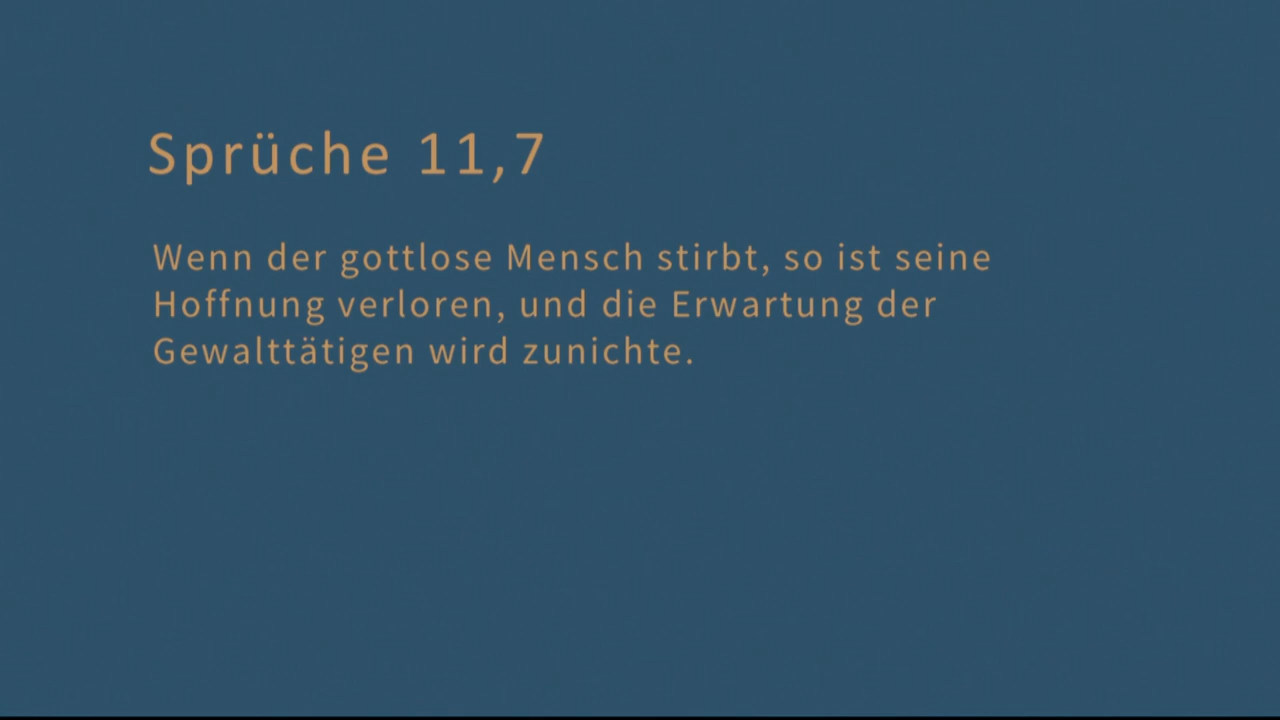 Sprüche 11,7
Wenn der gottlose Mensch stirbt, so ist seine
Hoffnung verloren, und die Erwartung der
Gewalttätigen wird zunichte.